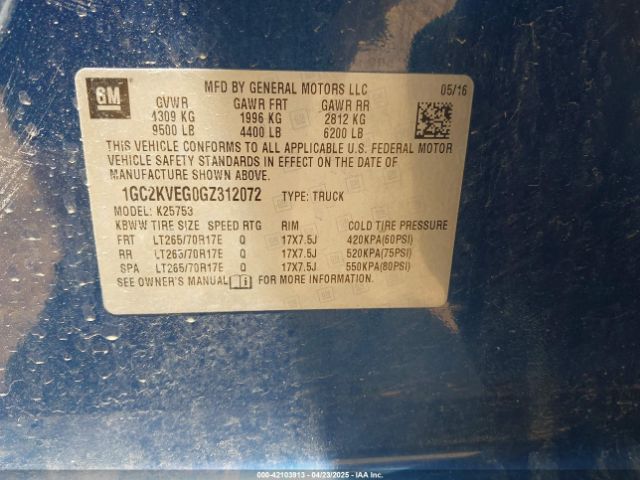 GM
MFD BY GENERAL MOTORS LLC 05/16
GVWR GAWR FRT GAWR RR
4309 KG 1996 KG 2812 KG
9500 LB 4400 LB 6200 LB
THIS VEHICLE CONFORMS TO ALL APPLICABLE U.S. FEDERAL MOTOR
VEHICLE SAFETY STANDARDS IN EFFECT ON THE DATE OF
MANUFACTURE SHOWN ABOVE.
1GC2KVEG0GZ312072 TYPE: TRUCK
MODEL: K25753
KBWW TIRE SIZE SPEED RTG RIM COLD TIRE PRESSURE
FRT LT265/70R17E Q 17X7.5J 420KPA(60PSI)
RR LT265/70R17E Q 17X7.5J 520KPA(75PSI)
SPA LT265/70R17E Q 17X7.5J 550KPA(80PSI)
SEE OWNER'S MANUAL FOR MORE INFORMATION.
000-42103913 - 04/23/2025 - IAAI.COM